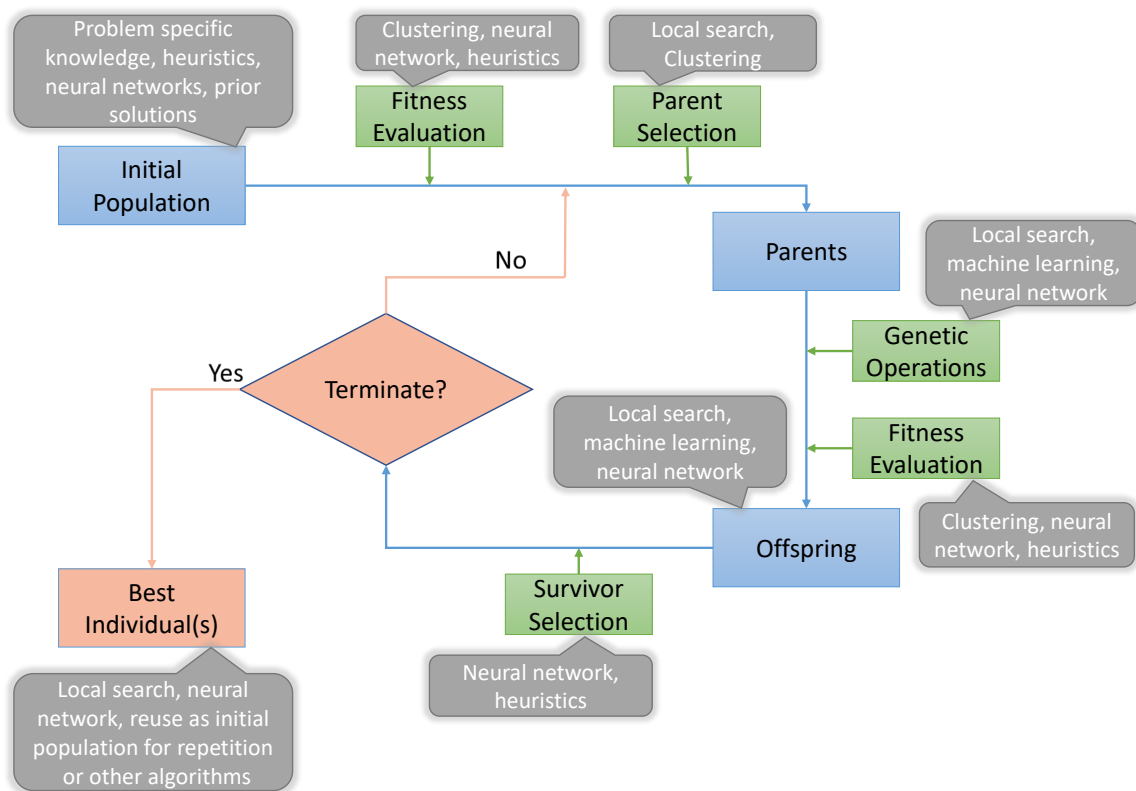 Problem specific
knowledge, heuristics,
neural networks, prior
solutions
Clustering, neural
network, heuristics
Local search,
Clustering
Fitness
Evaluation
Parent
Selection
Initial
Population
Parents
Local search,
machine learning,
neural network
No
Genetic
Operations
Yes
Terminate?
Local search,
machine learning,
neural network
Fitness
Evaluation
Clustering, neural
network, heuristics
Offspring
Best
Individual(s)
Survivor
Selection
Neural network,
heuristics
Local search, neural
network, reuse as initial
population for repetition
or other algorithms